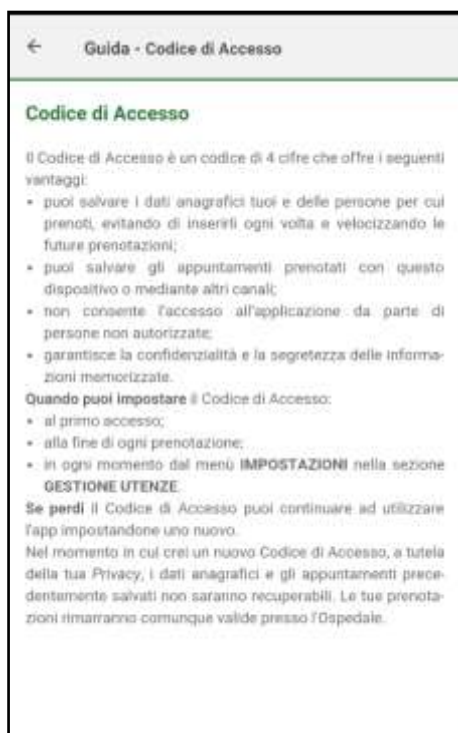 Guida - Codice di Accesso
Codice di Accesso
Il Codice di Accesso è un codice di 4 cifre che offre i seguenti
vantaggi:
• puoi salvare i dati anagrafici tuoi e delle persone per cui
prenoti, evitando di inserirli ogni volta e velocizzando le
future prenotazioni;
• puoi salvare gli appuntamenti prenotati con questo
dispositivo o mediante altri canali;
• non consente l'accesso all'applicazione da parte di
persone non autorizzate;
• garantisce la confidenzialità e la segretezza delle informa-
zioni memorizzate.
Quando puoi impostare il Codice di Accesso:
• al primo accesso;
• alla fine di ogni prenotazione;
• in ogni momento dal menù IMPOSTAZIONI nella sezione
GESTIONE UTENZE.
Se perdi il Codice di Accesso puoi continuare ad utilizzare
l'app impostandone uno nuovo.
Nel momento in cui crei un nuovo Codice di Accesso, a tutela
della tua Privacy, i dati anagrafici e gli appuntamenti prece-
dentemente salvati non saranno recuperabili. Le tue prenota-
zioni rimarranno comunque valide presso l'Ospedale.